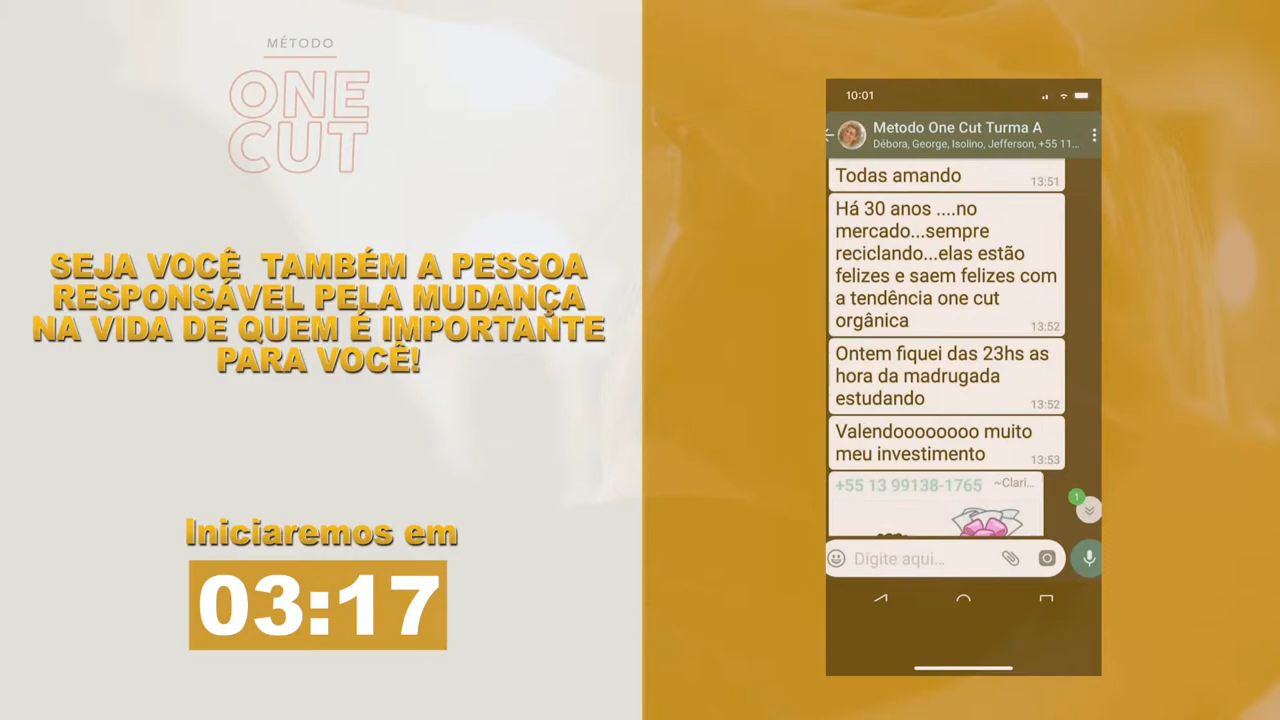 MÉTODO
ONE
CUT
SEJA VOCÊ TAMBÉM A PESSOA
RESPONSÁVEL PELA MUDANÇA
NA VIDA DE QUEM É IMPORTANTE
PARA VOCÊ!
Iniciaremos em
03:17
10:01
Metodo One Cut Turma A
Débora, George, Isolino, Jefferson, +55 11...
Todas amando
13:51
Há 30 anos ....no
mercado...sempre
reciclando...elas estão
felizes e saem felizes com
a tendência one cut
orgânica
13:52
Ontem fiquei das 23hs as
hora da madrugada
estudando
13:52
Valendoooooooo muito
meu investimento
13:53
+55 13 99138-1765 ~Clari...
1
Digite aqui...